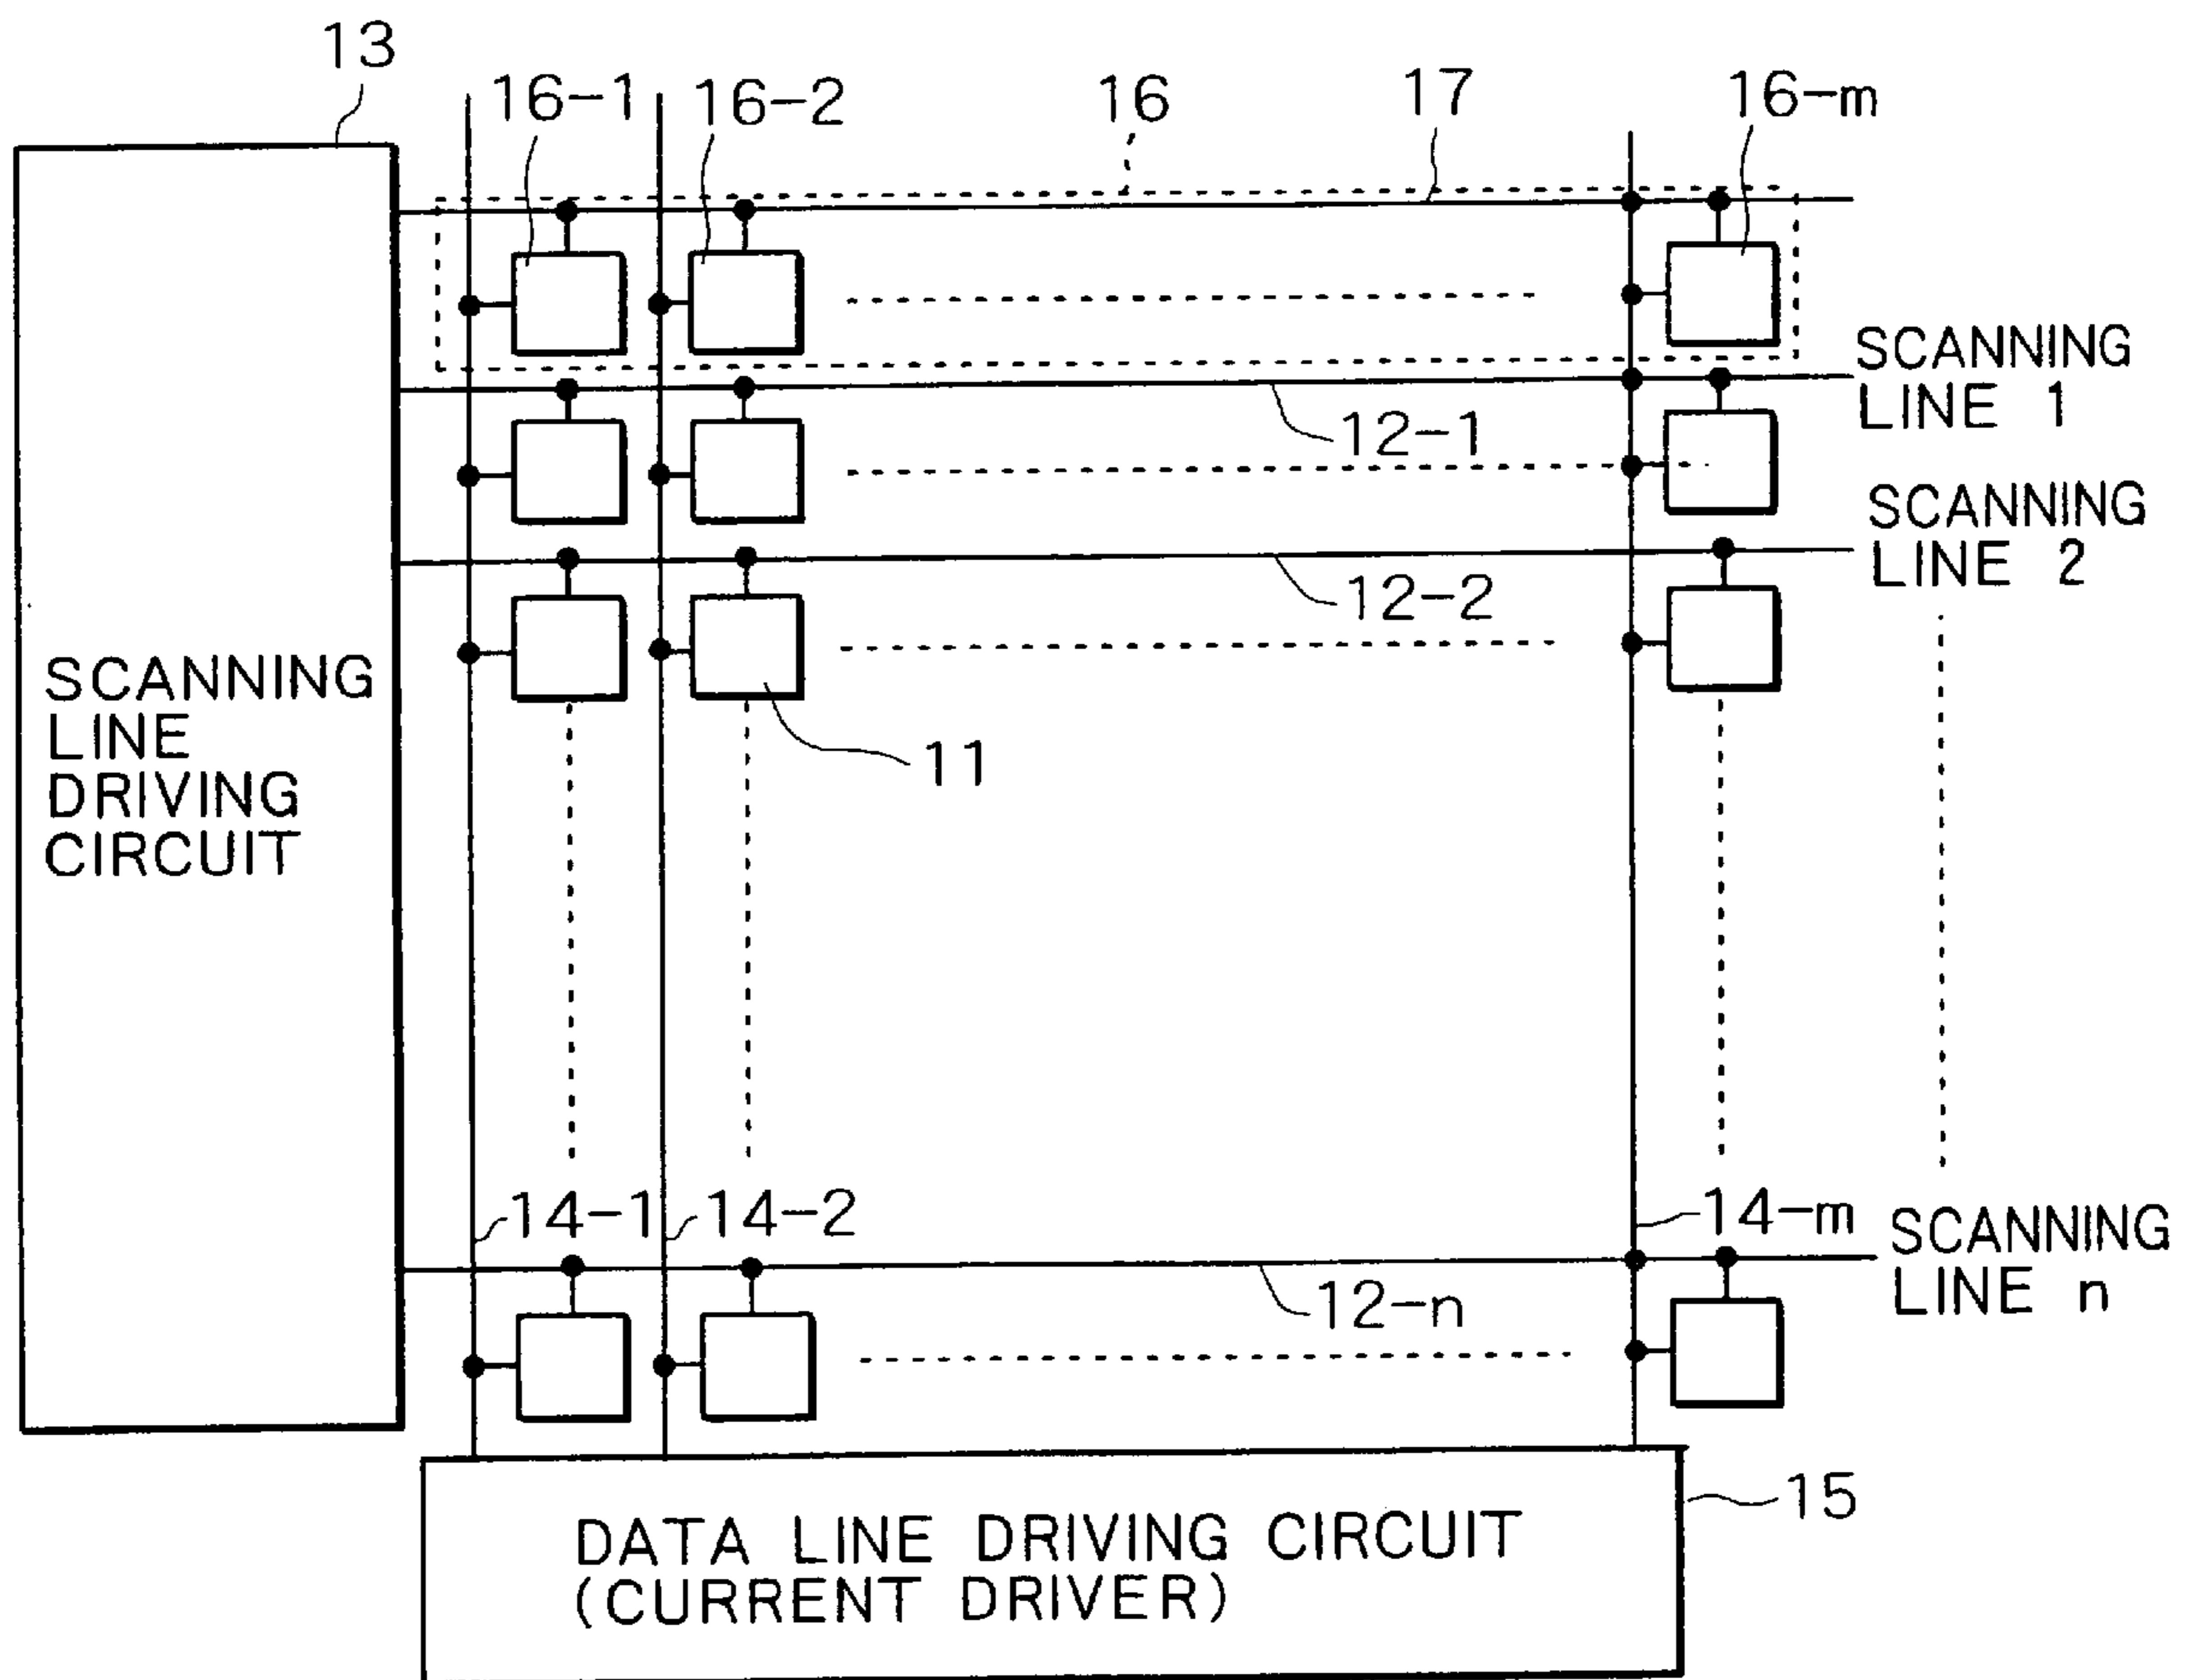 13
16-1
16-2
16
17
16-m
SCANNING
LINE 1
12-1
SCANNING
LINE 2
12-2
SCANNING
LINE
DRIVING
CIRCUIT
11
14-1
14-2
14-m
SCANNING
LINE n
12-n
15
DATA LINE DRIVING CIRCUIT
(CURRENT DRIVER)